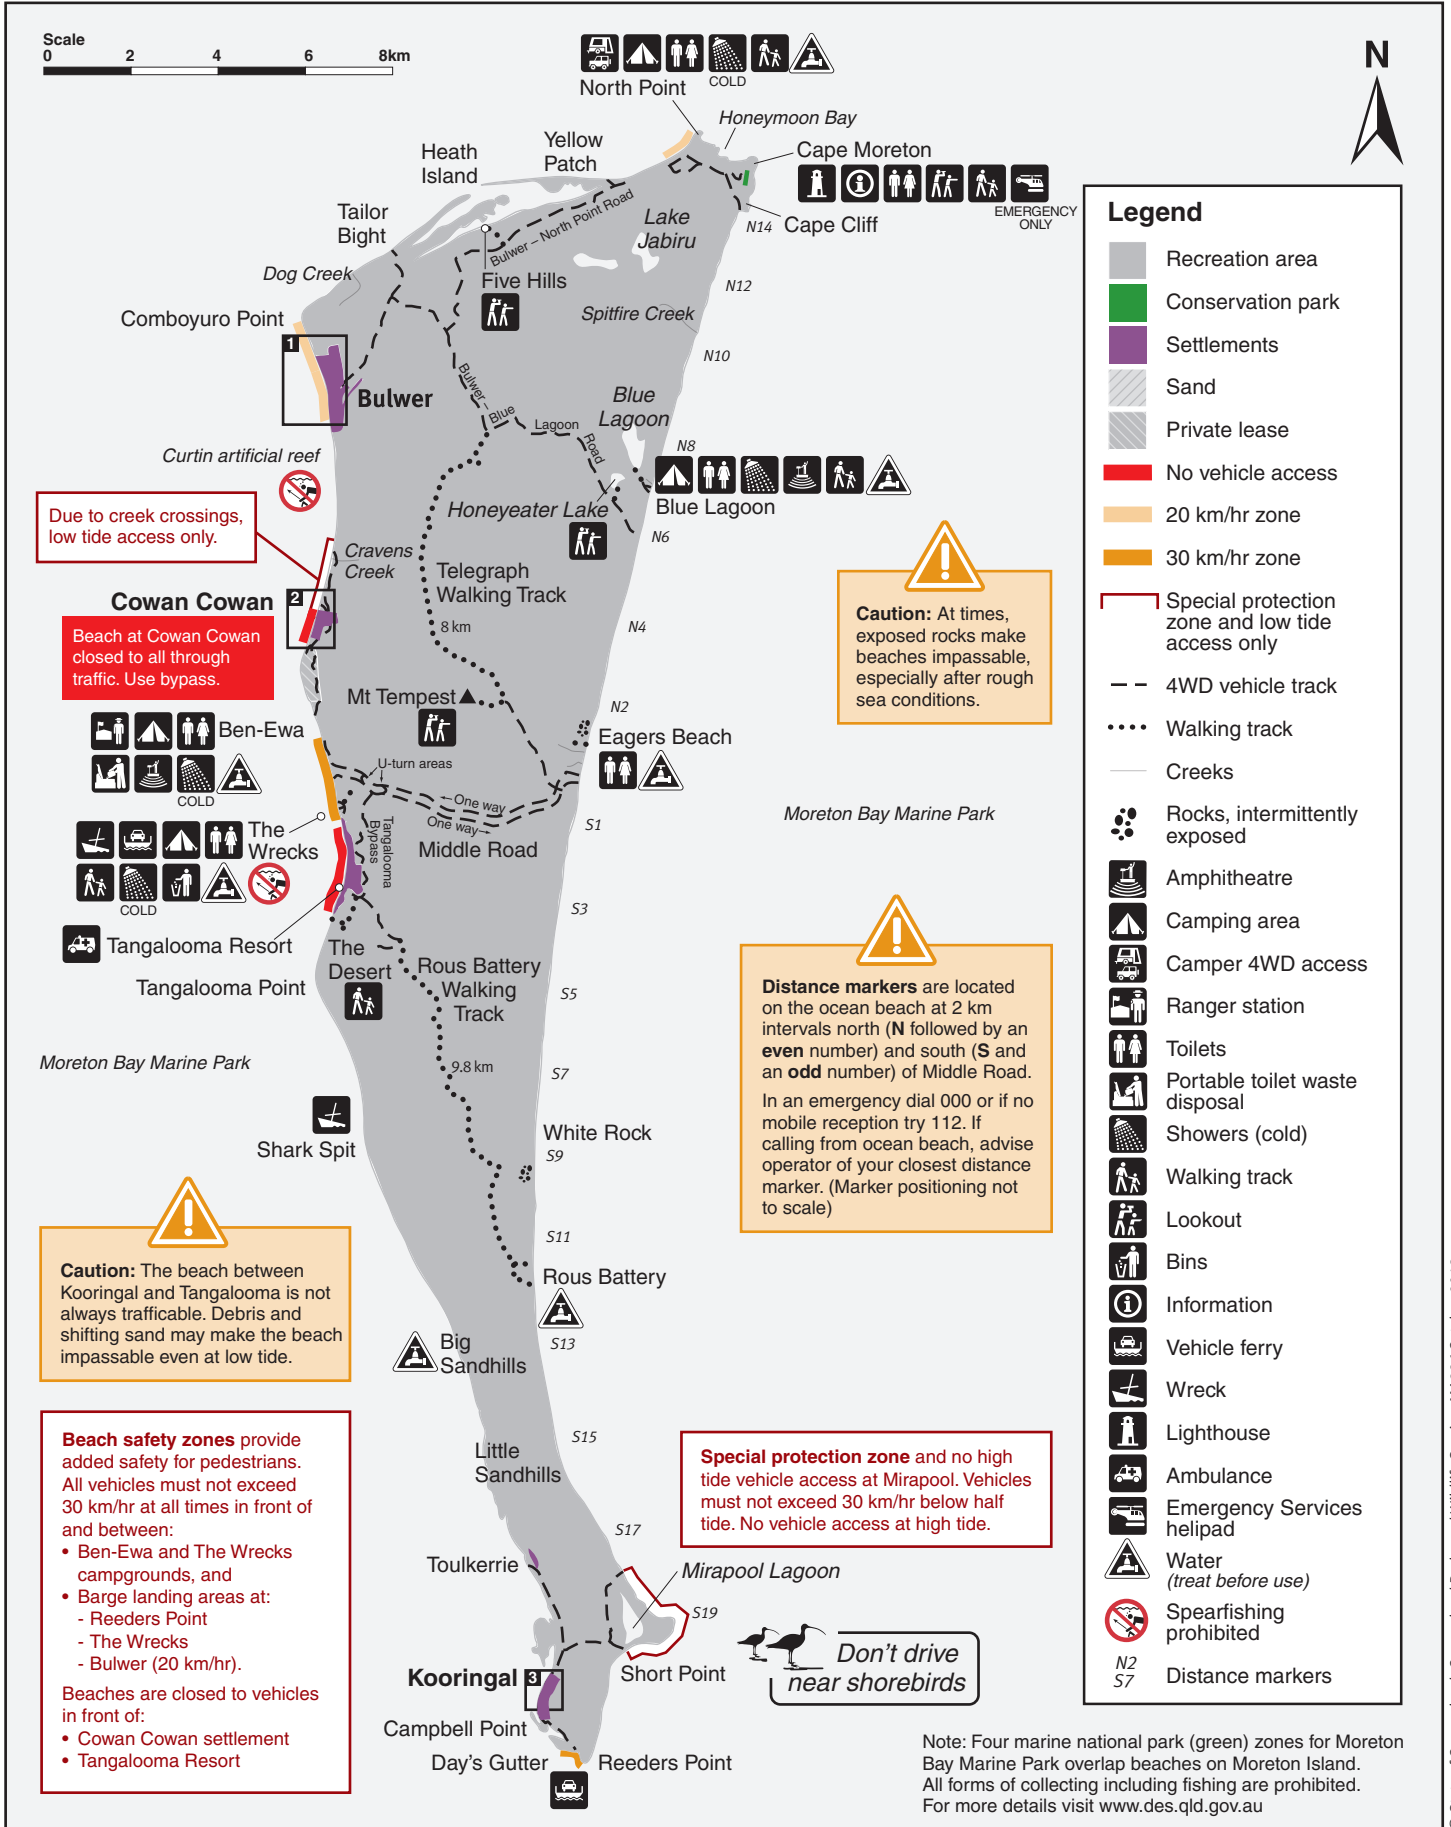 Scale
0 2 4 6 8km
N
COLD
North Point
Honeymoon Bay
Cape Moreton
EMERGENCY
ONLY
Cape Cliff
Yellow
Patch
Heath
Island
Tailor
Bight
Bulwer – North Point Road
Lake
Jabiru
N14
Dog Creek
Five Hills
N12
Spitfire Creek
Comboyuro Point
1
N10
Bulwer
Bulwer –
Blue
Lagoon
Road
Blue
Lagoon
Curtin artificial reef
N8
Blue Lagoon
Honeyeater Lake
N6
Due to creek crossings,
low tide access only.
Cravens
Creek
Telegraph
Walking Track
8 km
Cowan Cowan
2
Beach at Cowan Cowan
closed to all through
traffic. Use bypass.
N4
Mt Tempest
N2
Ben-Ewa
COLD
Eagers Beach
U-turn areas
One way
One way
Middle Road
Tangalooma
Bypass
S1
The
Wrecks
COLD
Moreton Bay Marine Park
S3
Tangalooma Resort
The
Desert
Tangalooma Point
Rous Battery
Walking
Track
S5
Moreton Bay Marine Park
9.8 km
S7
Shark Spit
White Rock
S9
S11
Rous Battery
S13
Big
Sandhills
S15
Little
Sandhills
S17
Toulkerrie
Mirapool Lagoon
S19
Short Point
Kooringal
3
Campbell Point
Day's Gutter
Reeders Point
Caution: At times,
exposed rocks make
beaches impassable,
especially after rough
sea conditions.
Distance markers are located
on the ocean beach at 2 km
intervals north (N followed by an
even number) and south (S and
an odd number) of Middle Road.
In an emergency dial 000 or if no
mobile reception try 112. If
calling from ocean beach, advise
operator of your closest distance
marker. (Marker positioning not
to scale)
Caution: The beach between
Kooringal and Tangalooma is not
always trafficable. Debris and
shifting sand may make the beach
impassable even at low tide.
Beach safety zones provide
added safety for pedestrians.
All vehicles must not exceed
30 km/hr at all times in front of
and between:
• Ben-Ewa and The Wrecks
campgrounds, and
• Barge landing areas at:
- Reeders Point
- The Wrecks
- Bulwer (20 km/hr).
Beaches are closed to vehicles
in front of:
• Cowan Cowan settlement
• Tangalooma Resort
Special protection zone and no high
tide vehicle access at Mirapool. Vehicles
must not exceed 30 km/hr below half
tide. No vehicle access at high tide.
Don't drive
near shorebirds
Legend
Recreation area
Conservation park
Settlements
Sand
Private lease
No vehicle access
20 km/hr zone
30 km/hr zone
Special protection
zone and low tide
access only
4WD vehicle track
Walking track
Creeks
Rocks, intermittently
exposed
Amphitheatre
Camping area
Camper 4WD access
Ranger station
Toilets
Portable toilet waste
disposal
Showers (cold)
Walking track
Lookout
Bins
Information
Vehicle ferry
Wreck
Lighthouse
Ambulance
Emergency Services
helipad
Water
(treat before use)
Spearfishing
prohibited
N2
S7
Distance markers
Note: Four marine national park (green) zones for Moreton
Bay Marine Park overlap beaches on Moreton Island.
All forms of collecting including fishing are prohibited.
For more details visit www.des.qld.gov.au